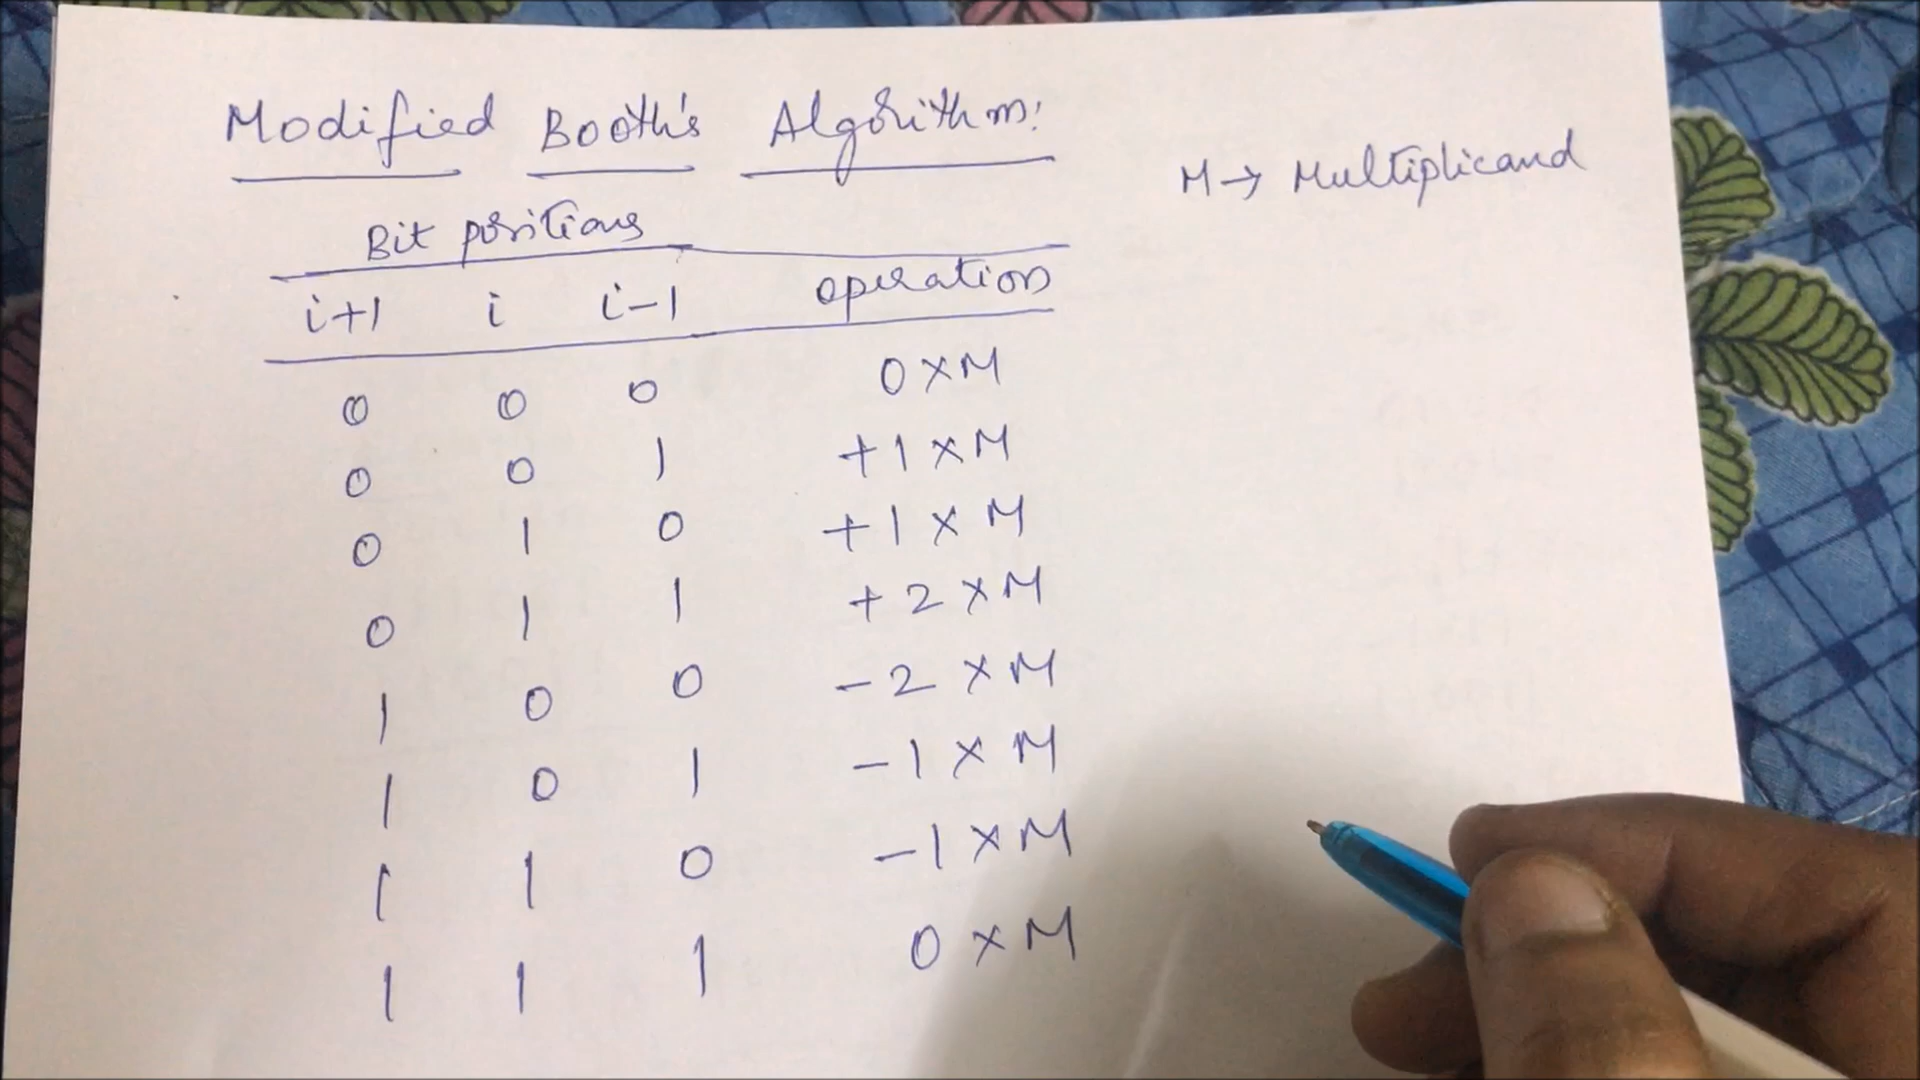 Modified Booth's Algorithm:
M → Multiplicand
Bit positions
i+1 i i-1 operation
0 0 0 0 × M
0 0 1 +1 × M
0 1 0 +1 × M
0 1 1 +2 × M
1 0 0 -2 × M
1 0 1 -1 × M
1 1 0 -1 × M
1 1 1 0 × M